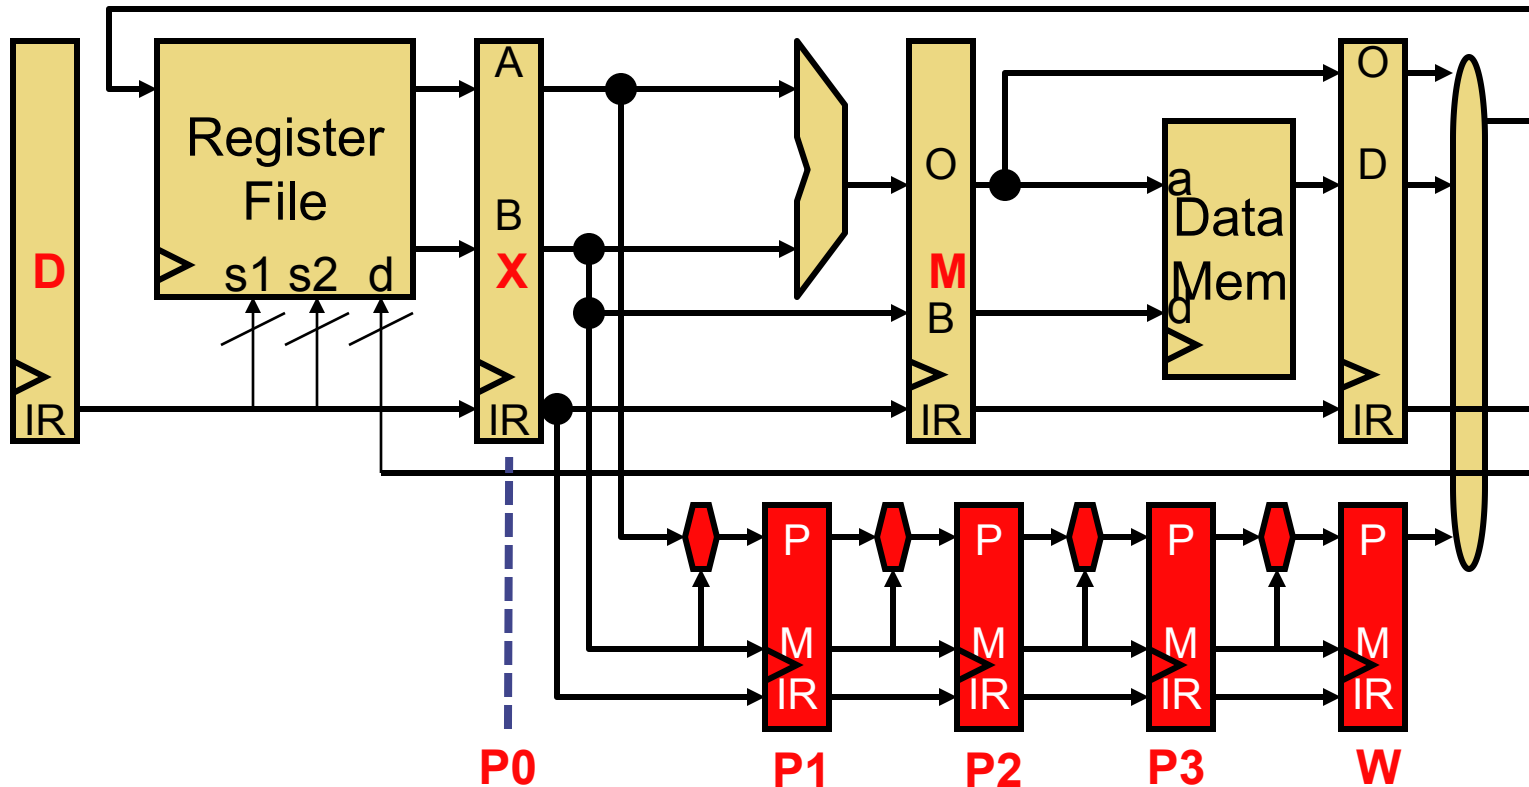 D
IR
Register
File
s1 s2 d
A
B
X
IR
O
M
B
IR
a
Data
Mem
d
O
D
IR
P
M
IR
P
M
IR
P
M
IR
P
M
IR
P0
P1
P2
P3
W